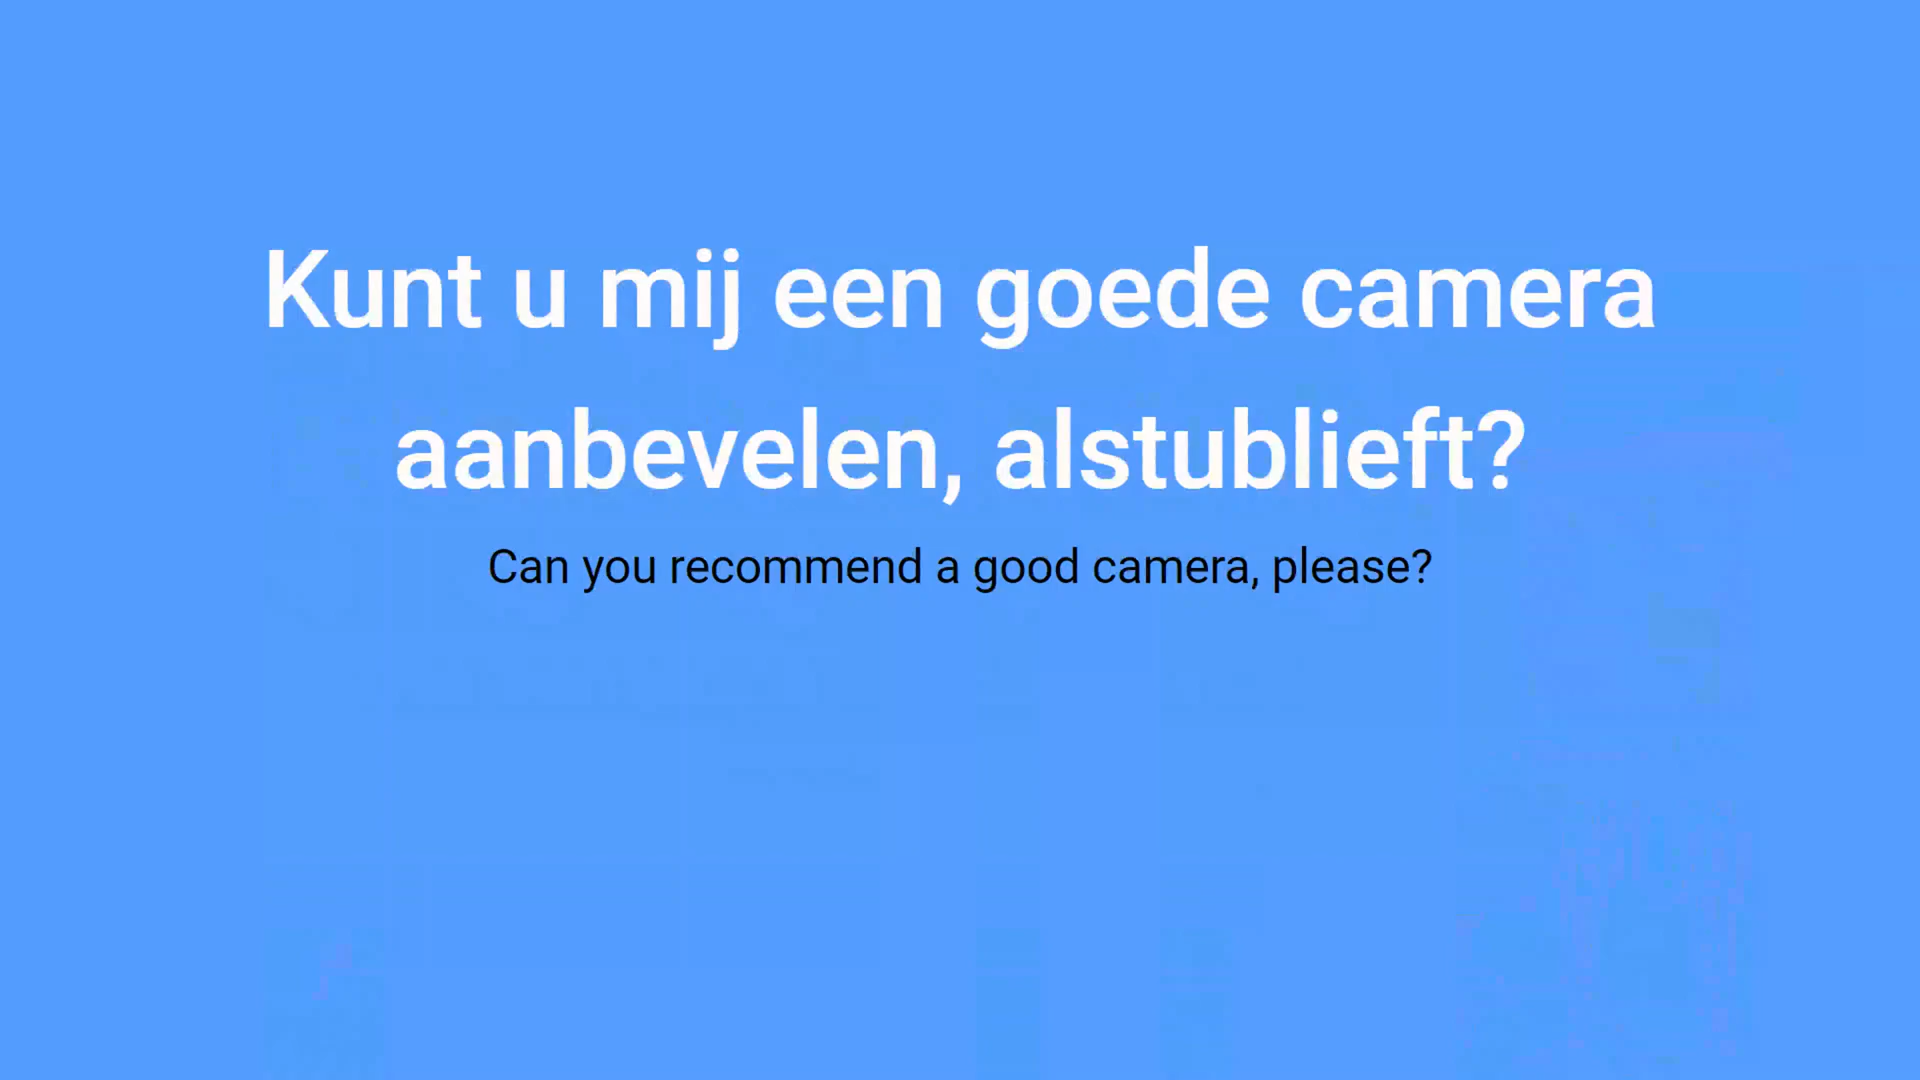 Kunt u mij een goede camera
aanbevelen, alstublieft?
Can you recommend a good camera, please?